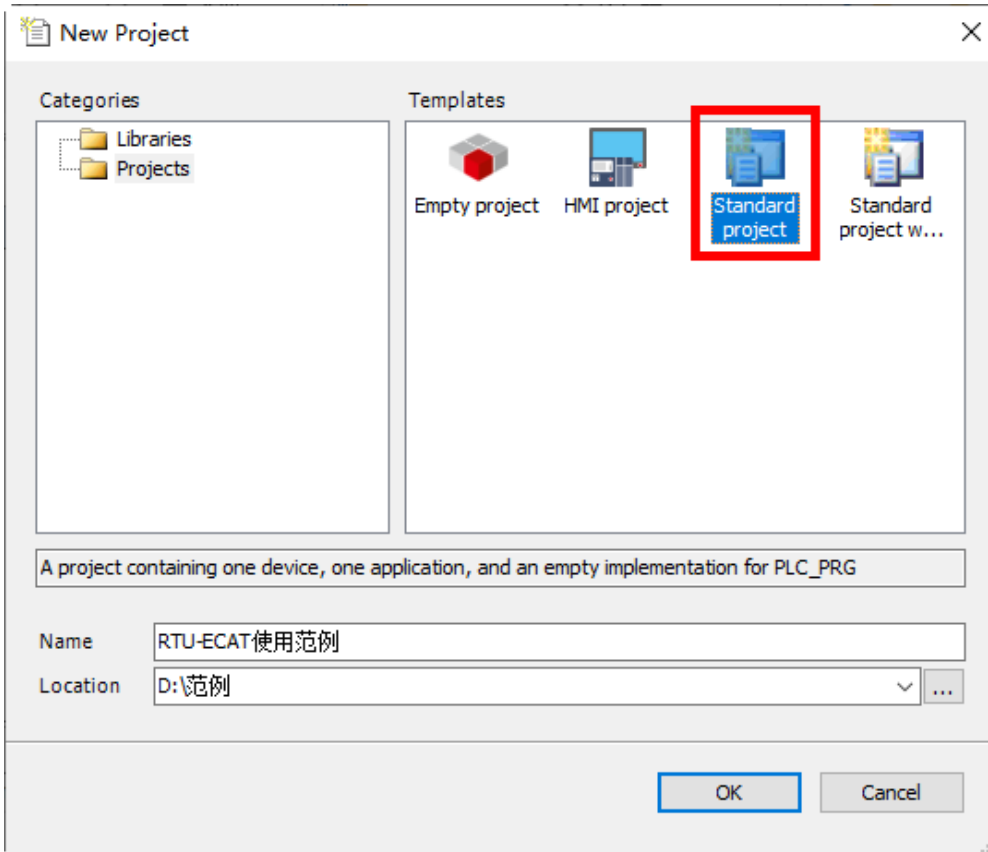 New Project
Categories
Libraries
Projects
Templates
Empty project
HMI project
Standard
project
Standard
project w...
A project containing one device, one application, and an empty implementation for PLC_PRG
Name
RTU-ECAT使用范例
Location
D:\范例
...
OK
Cancel